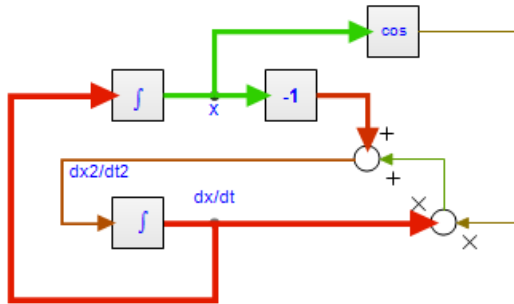 cos
∫
-1
x
+
+
dx2/dt2
dx/dt
∫
×
×